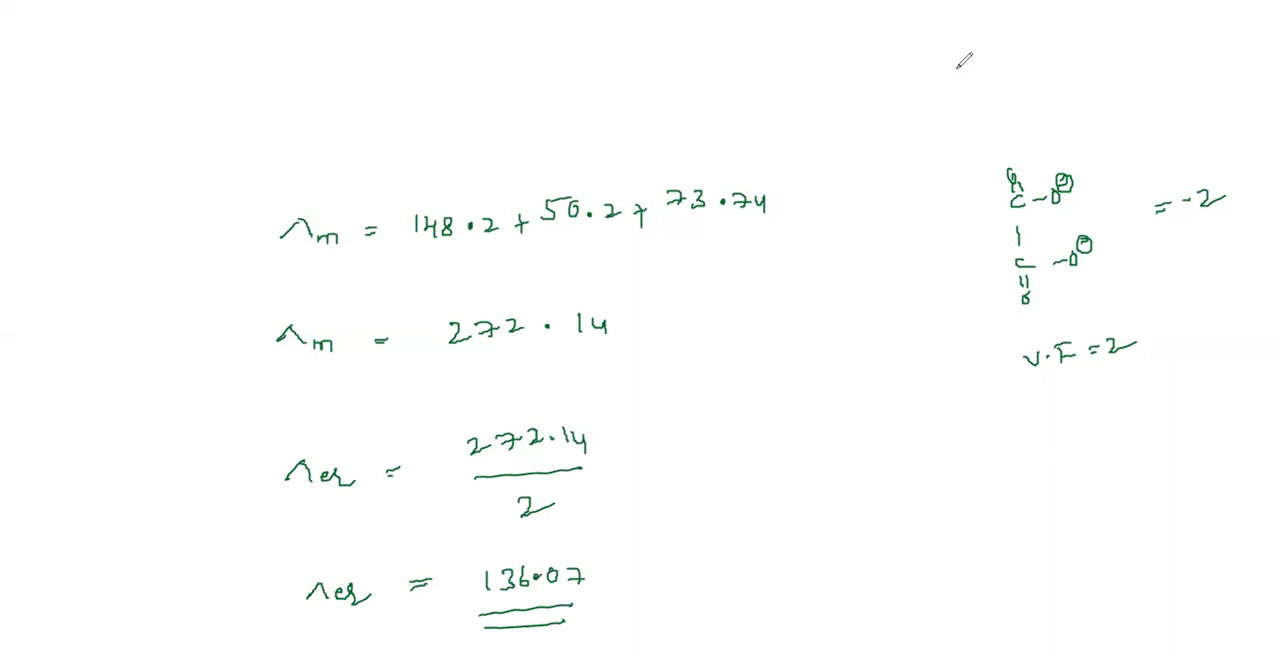 Λm = 148.2 + 50.2 + 73.74
Λm = 272.14
Λeq = 272.14 / 2
Λeq = 136.07
O
||
C - O⊖
|
C - O⊖
||
O
= -2
V.F = 2